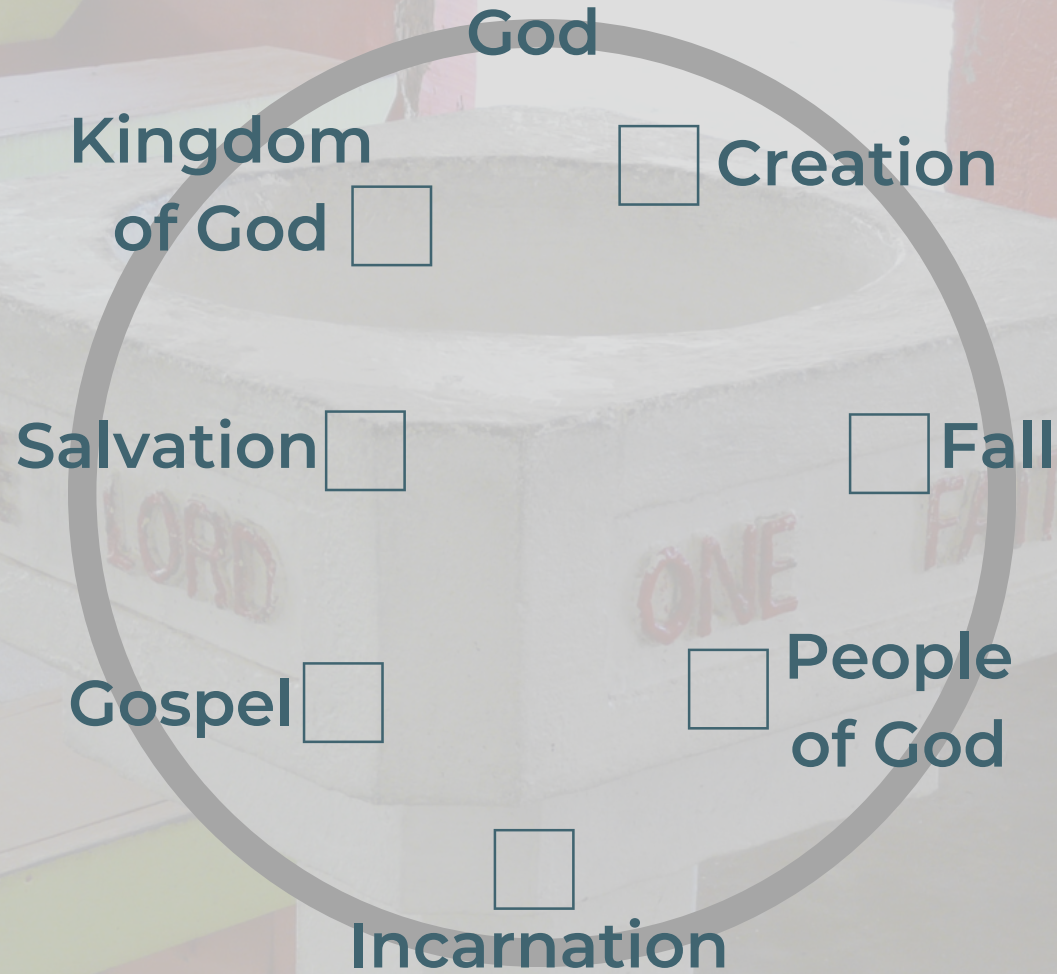 God
Kingdom
of God
Creation
Salvation
Fall
LORD
ONE
Gospel
People
of God
Incarnation